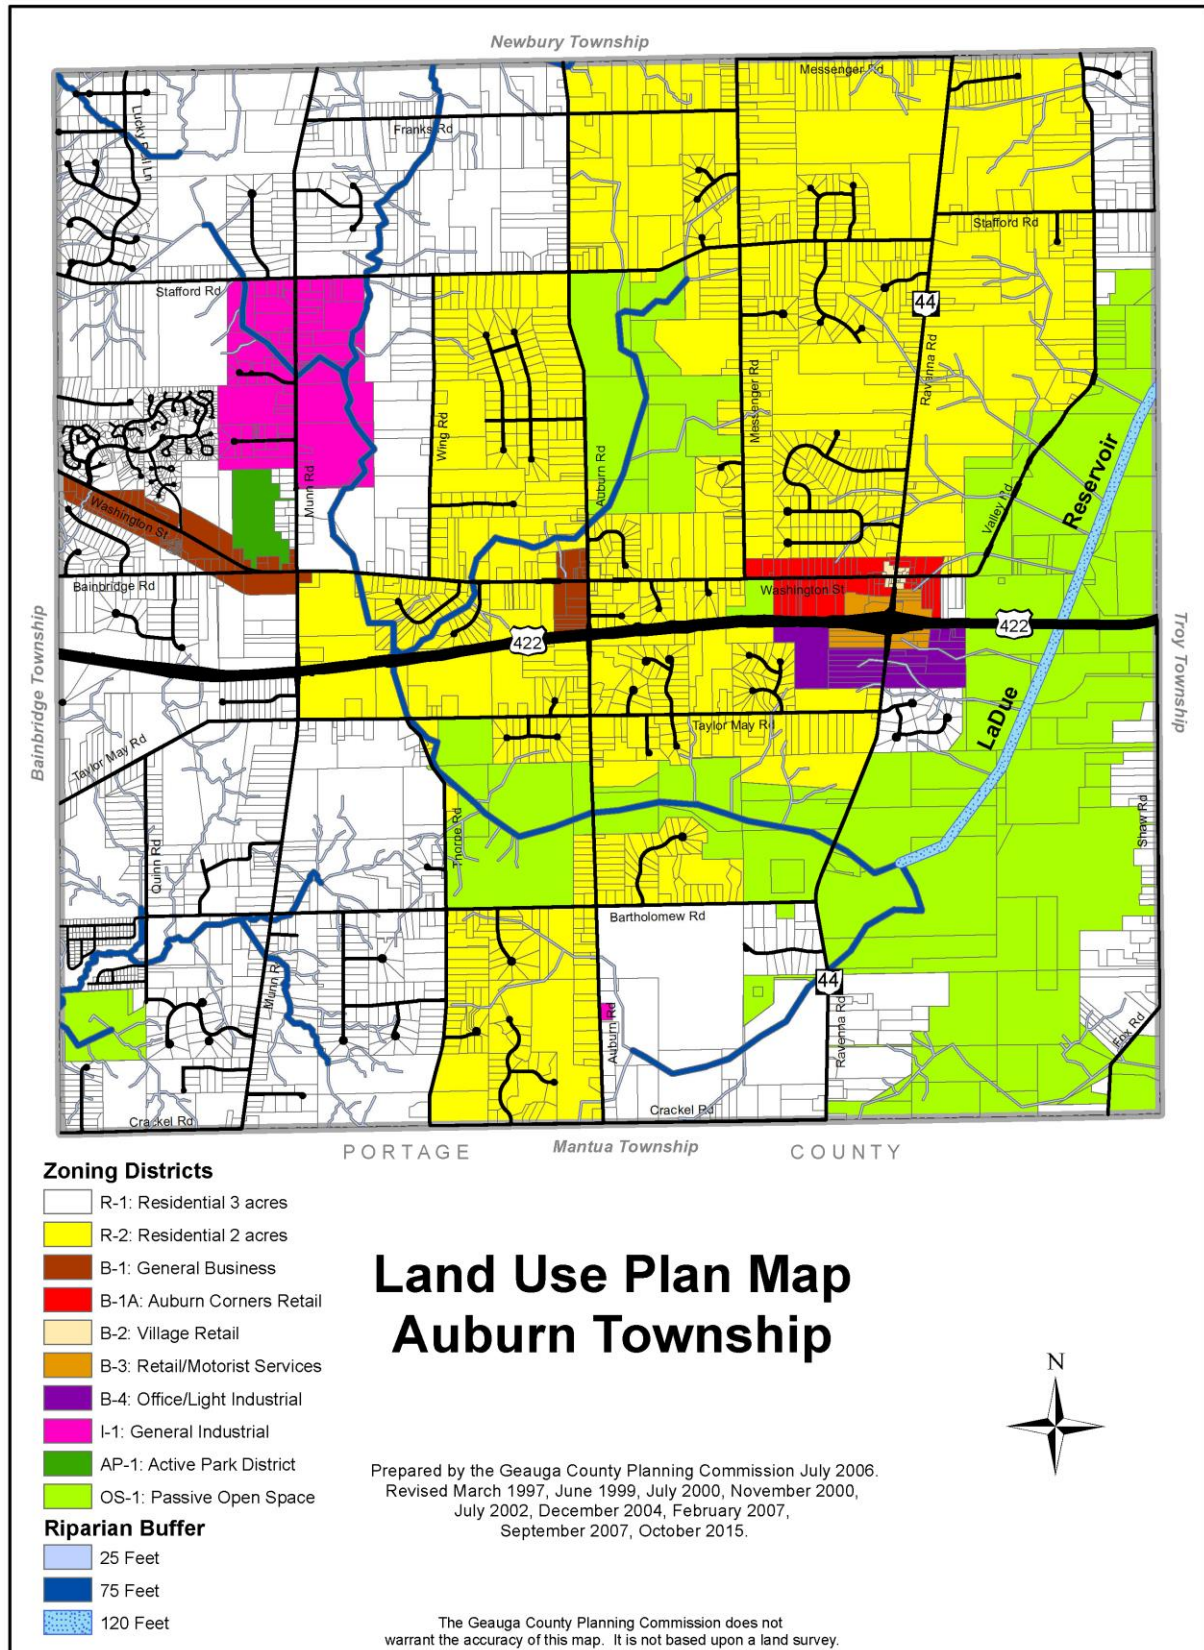 Newbury Township
Messenger Rd
Lucky Bell Ln
Franks Rd
Stafford Rd
Stafford Rd
44
Ravanna Rd
Messenger Rd
Wing Rd
Auburn Rd
Munn Rd
Valley Rd
Reservoir
Washington St
Bainbridge Rd
Washington St
422
422
Bainbridge Township
Troy Township
LaDue
Taylor May Rd
Taylor May Rd
Shaw Rd
Quinn Rd
Thorpe Rd
Bartholomew Rd
44
Munn Rd
Auburn Rd
Ravenna Rd
Fox Rd
Crackel Rd
Crackel Rd
PORTAGE
Mantua Township
COUNTY
Zoning Districts
R-1: Residential 3 acres
R-2: Residential 2 acres
B-1: General Business
B-1A: Auburn Corners Retail
B-2: Village Retail
B-3: Retail/Motorist Services
B-4: Office/Light Industrial
I-1: General Industrial
AP-1: Active Park District
OS-1: Passive Open Space
Riparian Buffer
25 Feet
75 Feet
120 Feet
Land Use Plan Map
Auburn Township
N
Prepared by the Geauga County Planning Commission July 2006.
Revised March 1997, June 1999, July 2000, November 2000,
July 2002, December 2004, February 2007,
September 2007, October 2015.
The Geauga County Planning Commission does not
warrant the accuracy of this map. It is not based upon a land survey.